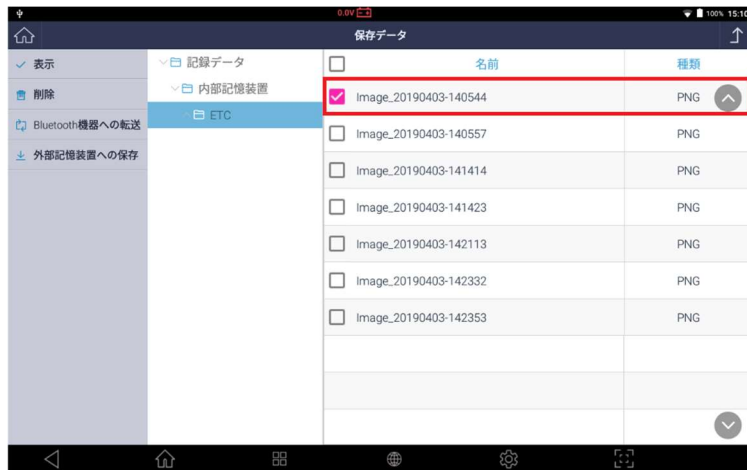 0.0V 100% 15:10
保存データ
表示
削除
Bluetooth機器への転送
外部記憶装置への保存
記録データ
内部記憶装置
ETC
名前 種類
Image_20190403-140544 PNG
Image_20190403-140557 PNG
Image_20190403-141414 PNG
Image_20190403-141423 PNG
Image_20190403-142113 PNG
Image_20190403-142332 PNG
Image_20190403-142353 PNG